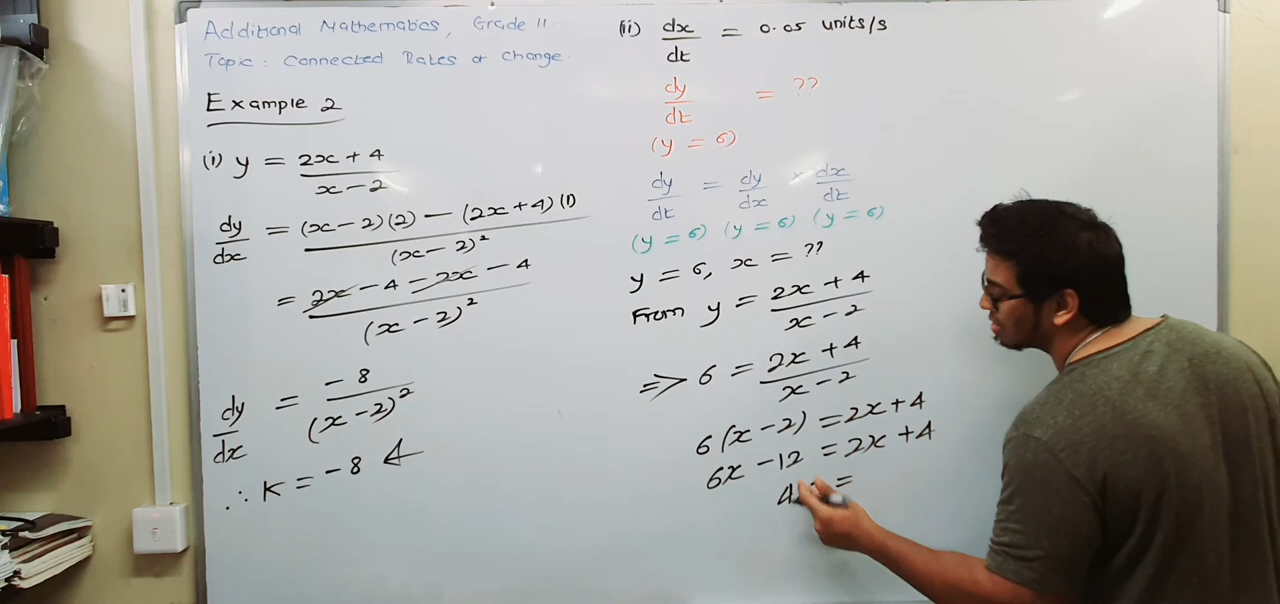 Additional Mathematics, Grade 11.
Topic: Connected Rates of Change.
Example 2
(i) y = (2x + 4)/(x - 2)
dy/dx = ((x - 2)(2) - (2x + 4)(1))/(x - 2)²
= (2x - 4 - 2x - 4)/(x - 2)²
dy/dx = -8/(x - 2)²
∴ K = -8
(ii) dx/dt = 0.05 units/s
dy/dt = ??
(y = 6)
dy/dt = dy/dx × dx/dt
(y = 6) (y = 6) (y = 6)
y = 6, x = ??
From y = (2x + 4)/(x - 2)
=> 6 = (2x + 4)/(x - 2)
6(x - 2) = 2x + 4
6x - 12 = 2x + 4
4 =